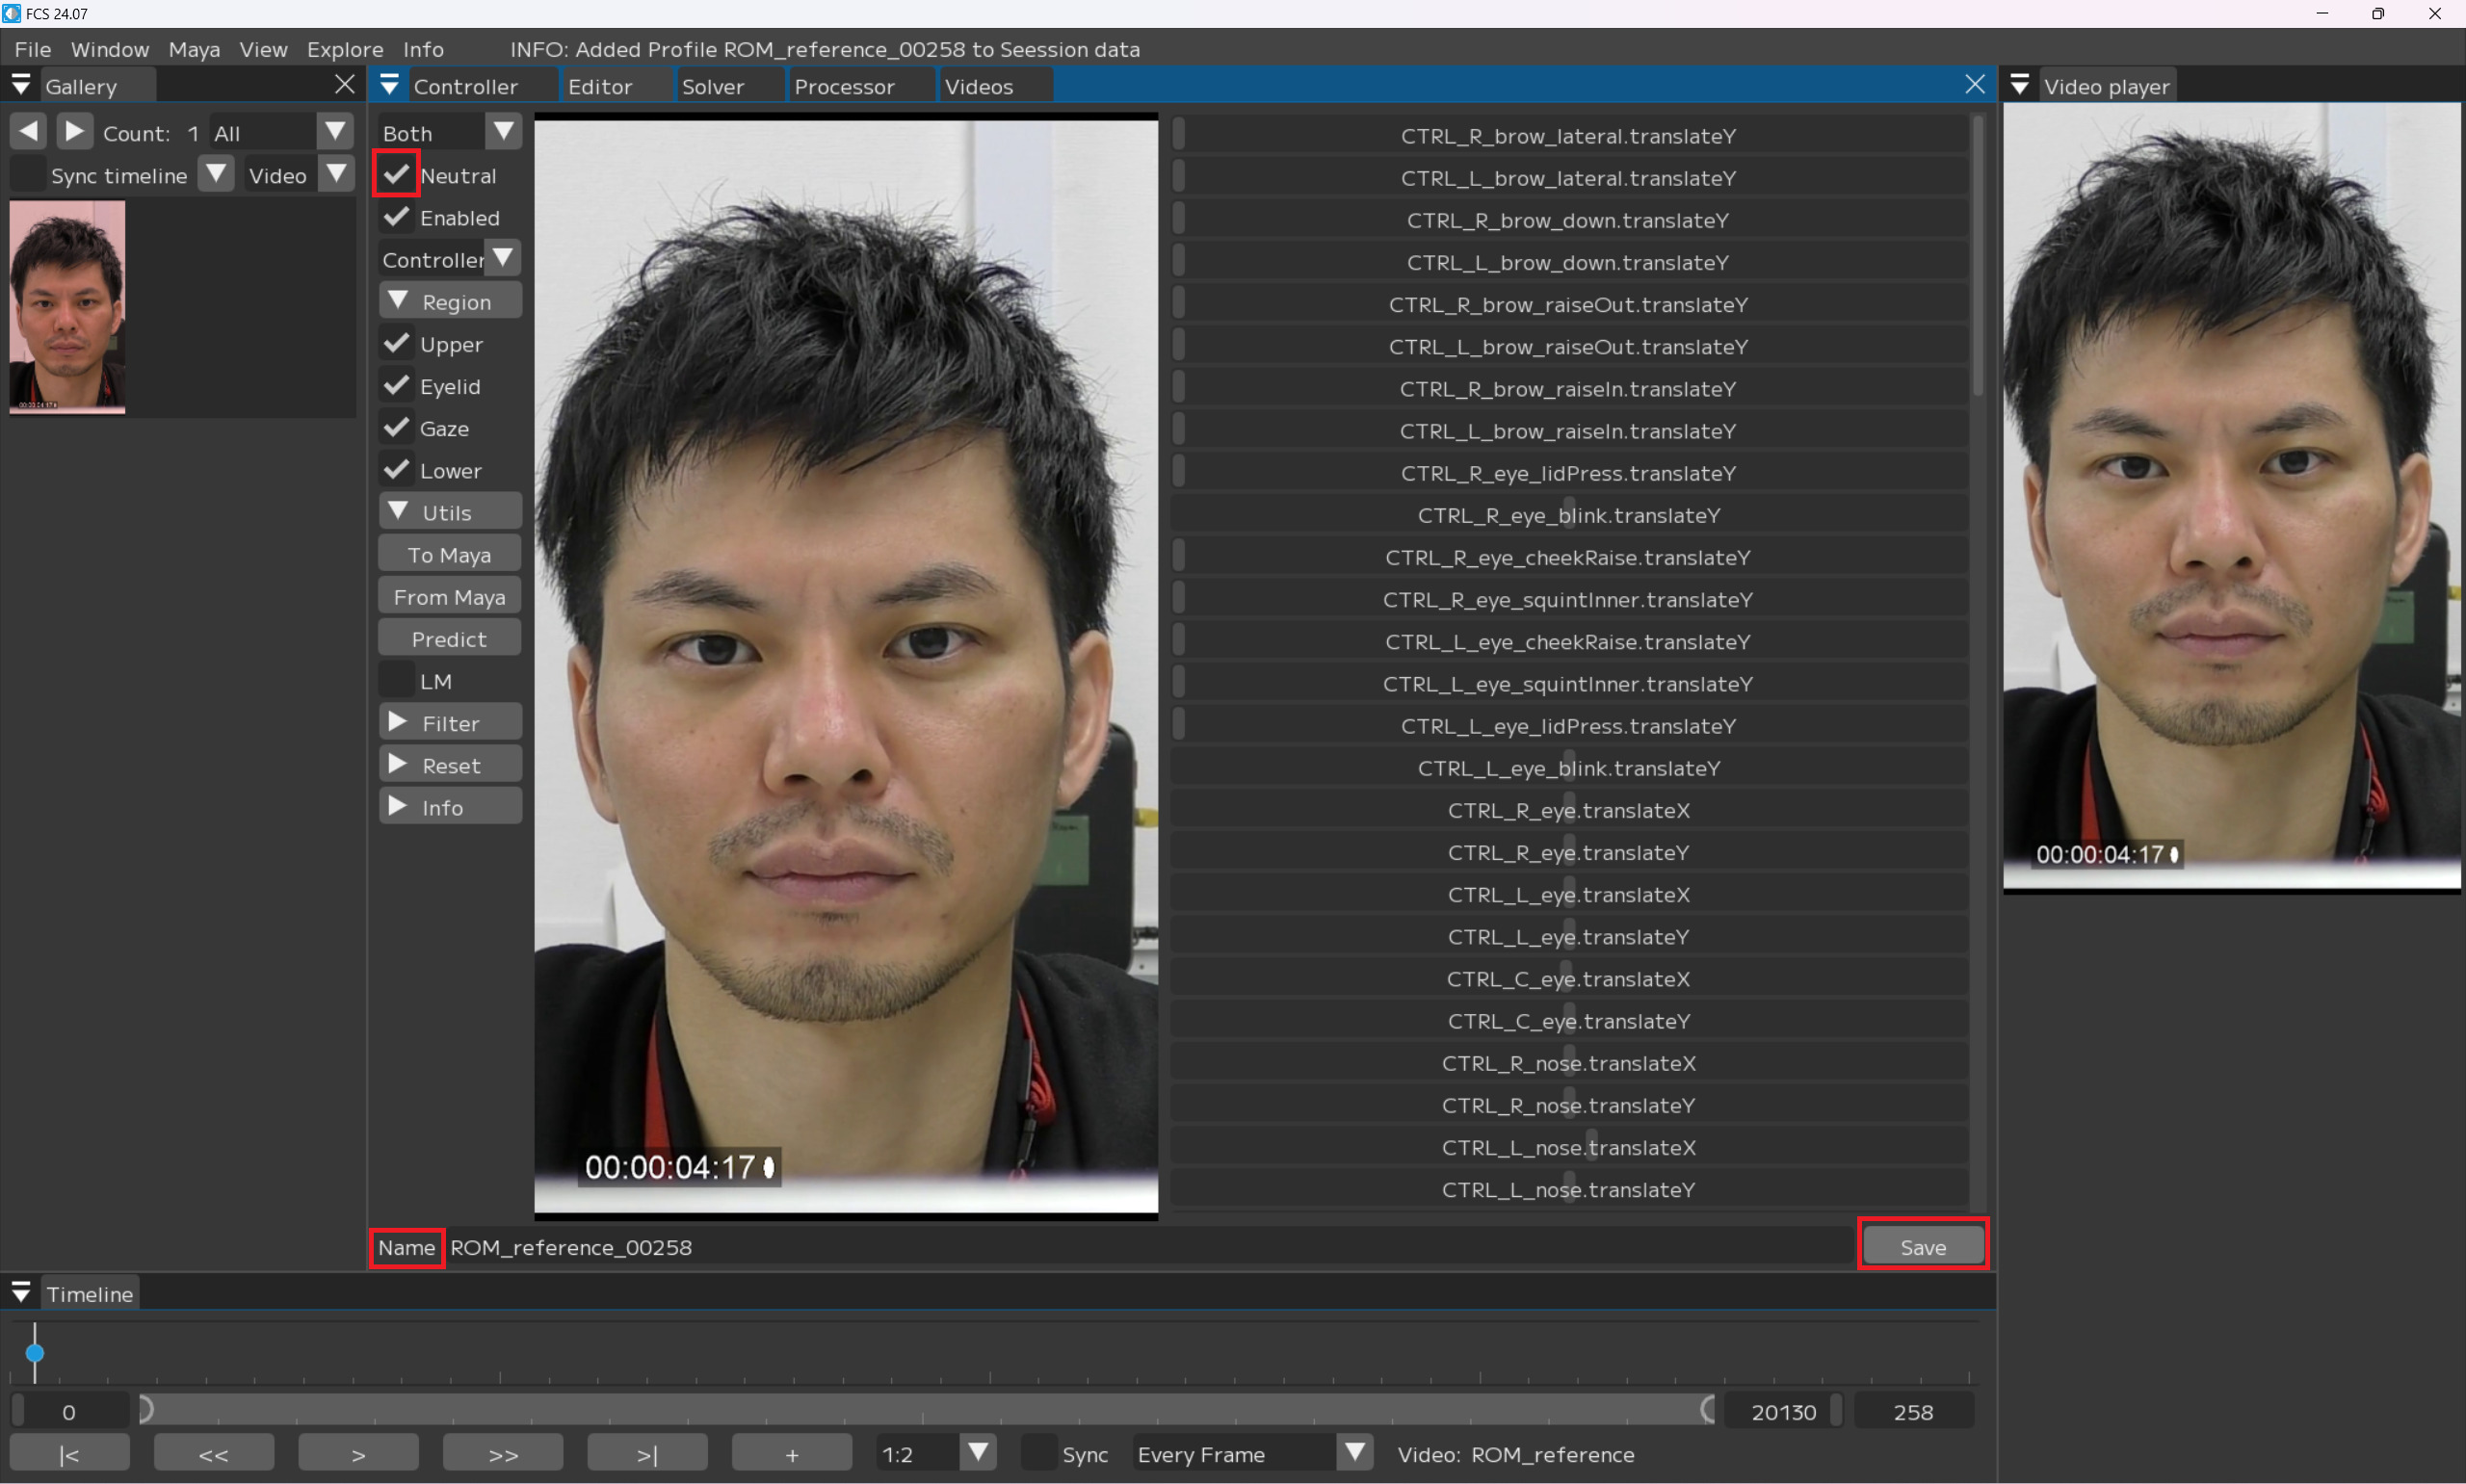 FCS 24.07
File Window Maya View Explore Info INFO: Added Profile ROM_reference_00258 to Seession data
Gallery
Controller Editor Solver Processor Videos
Video player
Count: 1 All
Sync timeline Video
Both
Neutral
Enabled
Controller
Region
Upper
Eyelid
Gaze
Lower
Utils
To Maya
From Maya
Predict
LM
Filter
Reset
Info
00:00:04:17
CTRL_R_brow_lateral.translateY
CTRL_L_brow_lateral.translateY
CTRL_R_brow_down.translateY
CTRL_L_brow_down.translateY
CTRL_R_brow_raiseOut.translateY
CTRL_L_brow_raiseOut.translateY
CTRL_R_brow_raiseIn.translateY
CTRL_L_brow_raiseIn.translateY
CTRL_R_eye_lidPress.translateY
CTRL_R_eye_blink.translateY
CTRL_R_eye_cheekRaise.translateY
CTRL_R_eye_squintInner.translateY
CTRL_L_eye_cheekRaise.translateY
CTRL_L_eye_squintInner.translateY
CTRL_L_eye_lidPress.translateY
CTRL_L_eye_blink.translateY
CTRL_R_eye.translateX
CTRL_R_eye.translateY
CTRL_L_eye.translateX
CTRL_L_eye.translateY
CTRL_C_eye.translateX
CTRL_C_eye.translateY
CTRL_R_nose.translateX
CTRL_R_nose.translateY
CTRL_L_nose.translateX
CTRL_L_nose.translateY
00:00:04:17
Name ROM_reference_00258 Save
Timeline
0 20130 258
|< << > >> >| + 1:2 Sync Every Frame Video: ROM_reference